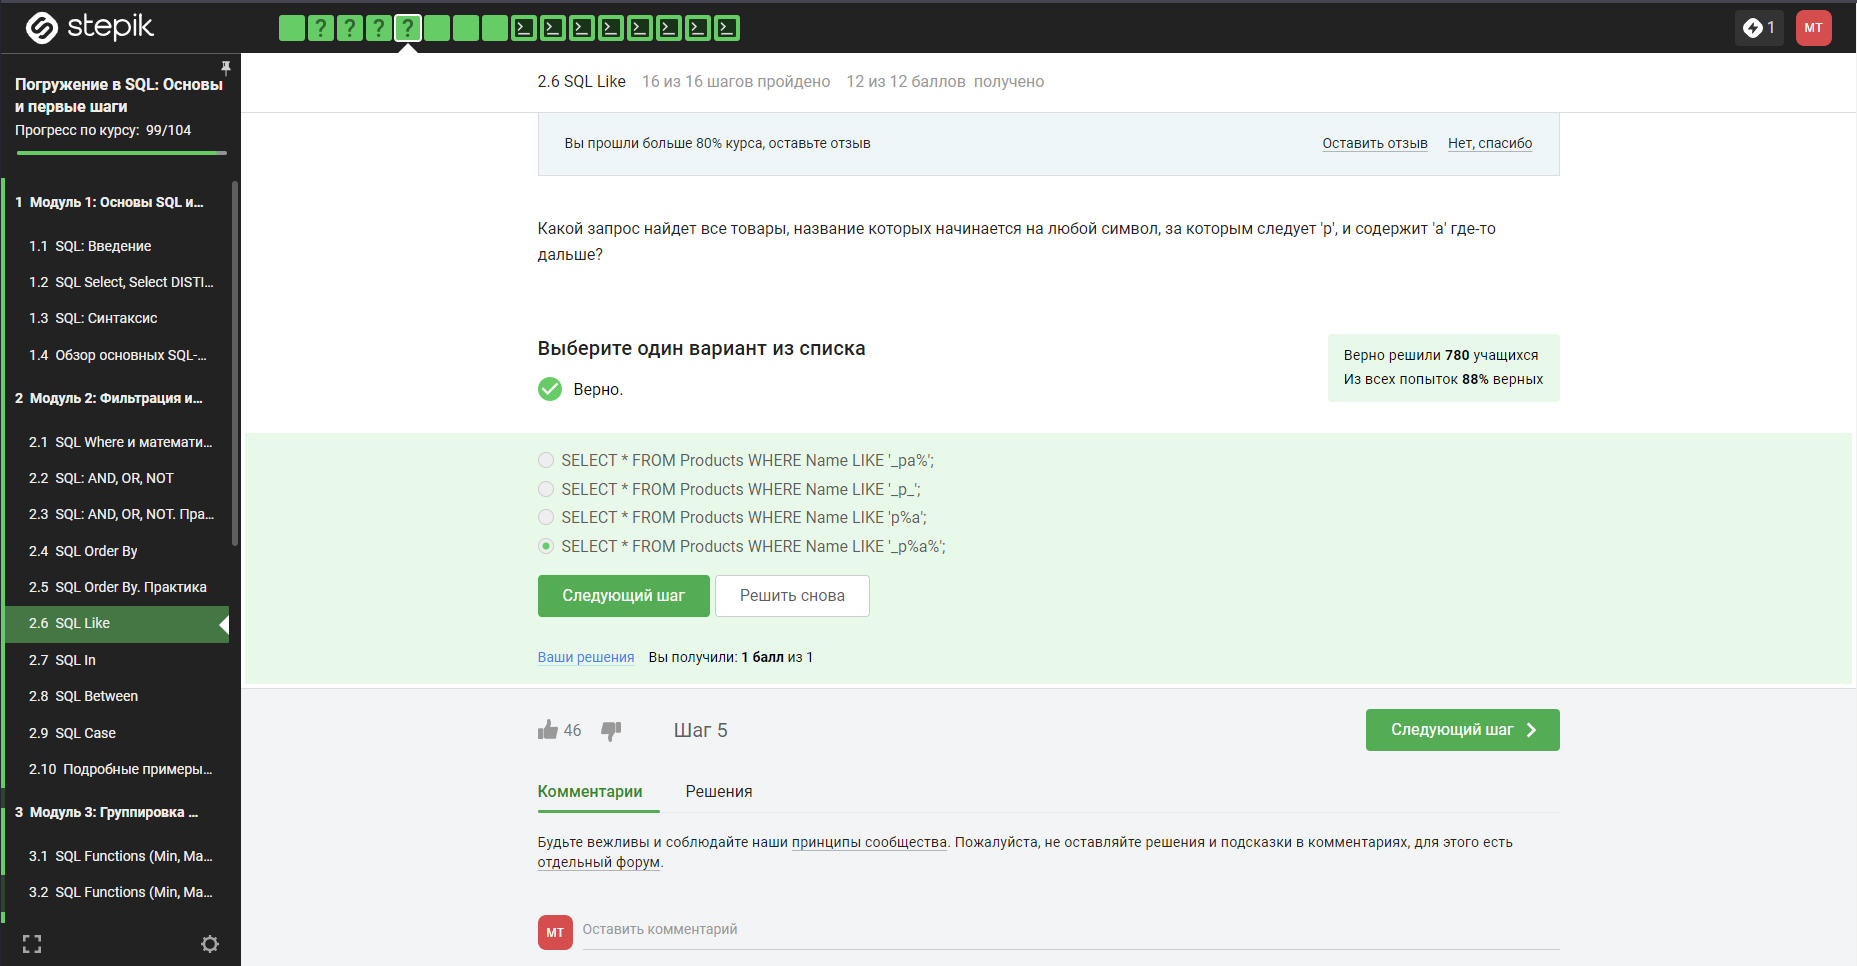 stepik
? ? ? ?
1
MT
Погружение в SQL: Основы
и первые шаги
Прогресс по курсу: 99/104
1 Модуль 1: Основы SQL и...
1.1 SQL: Введение
1.2 SQL Select, Select DISTI...
1.3 SQL: Синтаксис
1.4 Обзор основных SQL-...
2 Модуль 2: Фильтрация и...
2.1 SQL Where и математи...
2.2 SQL: AND, OR, NOT
2.3 SQL: AND, OR, NOT. Пра...
2.4 SQL Order By
2.5 SQL Order By. Практика
2.6 SQL Like
2.7 SQL In
2.8 SQL Between
2.9 SQL Case
2.10 Подробные примеры...
3 Модуль 3: Группировка ...
3.1 SQL Functions (Min, Ma...
3.2 SQL Functions (Min, Ma...
2.6 SQL Like 16 из 16 шагов пройдено 12 из 12 баллов получено
Вы прошли больше 80% курса, оставьте отзыв Оставить отзыв Нет, спасибо
Какой запрос найдет все товары, название которых начинается на любой символ, за которым следует 'p', и содержит 'a' где-то
дальше?
Выберите один вариант из списка
Верно.
Верно решили 780 учащихся
Из всех попыток 88% верных
SELECT * FROM Products WHERE Name LIKE '_pa%';
SELECT * FROM Products WHERE Name LIKE '_p_';
SELECT * FROM Products WHERE Name LIKE 'p%a';
SELECT * FROM Products WHERE Name LIKE '_p%a%';
Следующий шаг Решить снова
Ваши решения Вы получили: 1 балл из 1
46 Шаг 5 Следующий шаг
Комментарии Решения
Будьте вежливы и соблюдайте наши принципы сообщества. Пожалуйста, не оставляйте решения и подсказки в комментариях, для этого есть
отдельный форум.
MT Оставить комментарий